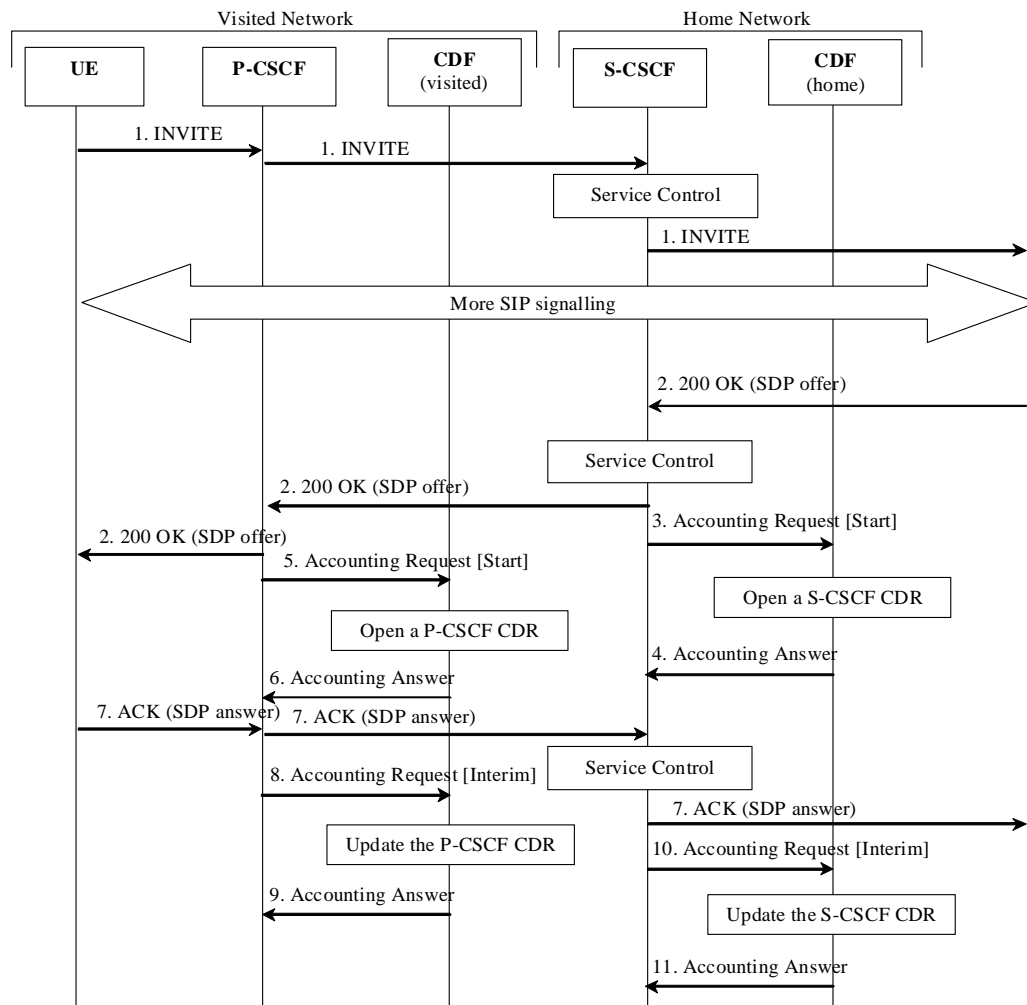 Visited Network
Home Network
UE
P-CSCF
CDF
(visited)
S-CSCF
CDF
(home)
1. INVITE
1. INVITE
Service Control
1. INVITE
More SIP signalling
2. 200 OK (SDP offer)
Service Control
2. 200 OK (SDP offer)
3. Accounting Request [Start]
2. 200 OK (SDP offer)
5. Accounting Request [Start]
Open a S-CSCF CDR
Open a P-CSCF CDR
4. Accounting Answer
6. Accounting Answer
7. ACK (SDP answer)
7. ACK (SDP answer)
Service Control
8. Accounting Request [Interim]
7. ACK (SDP answer)
Update the P-CSCF CDR
10. Accounting Request [Interim]
9. Accounting Answer
Update the S-CSCF CDR
11. Accounting Answer